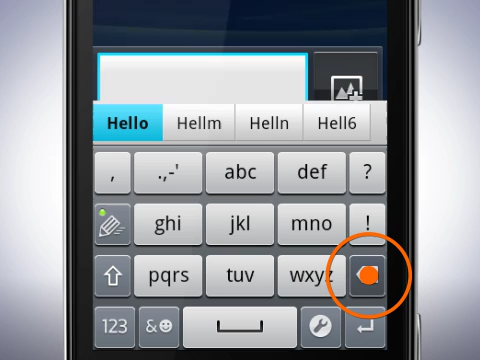 Hello Hellm Helln Hell6
, .,-' abc def ?
ghi jkl mno !
pqrs tuv wxyz
123 &☻